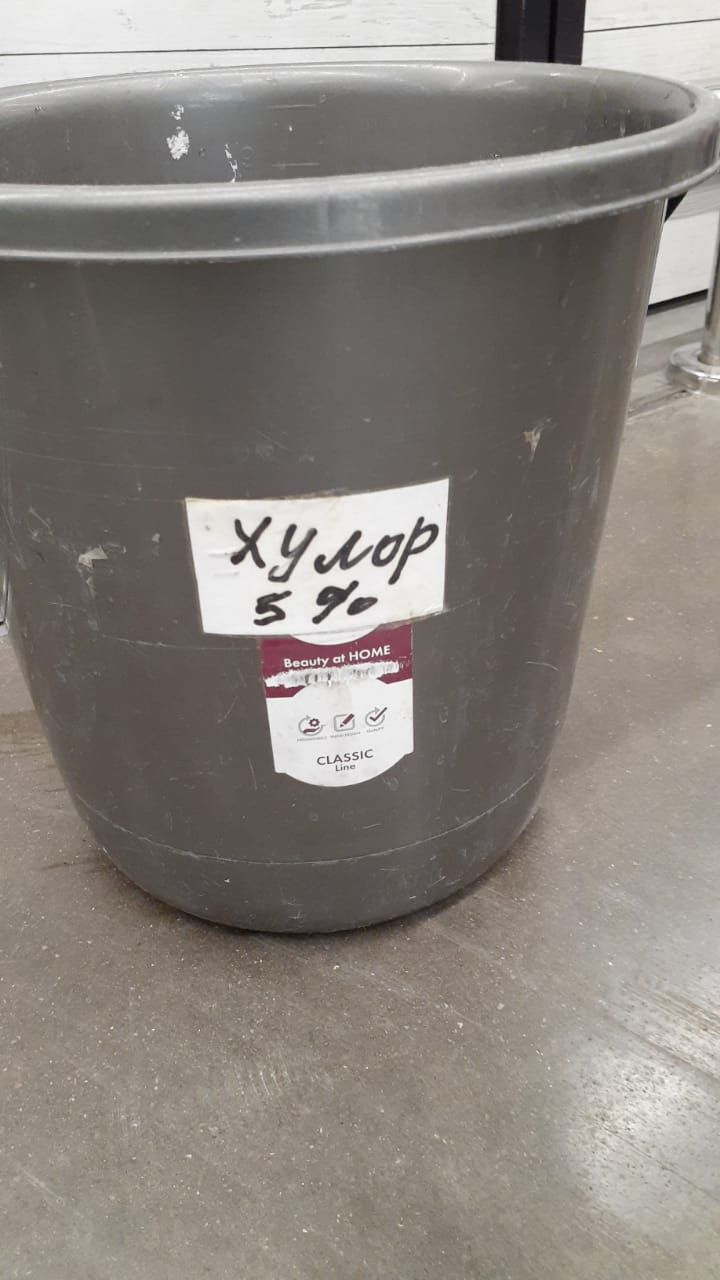 хулор
5 %
Beauty at HOME
CLASSIC
Line